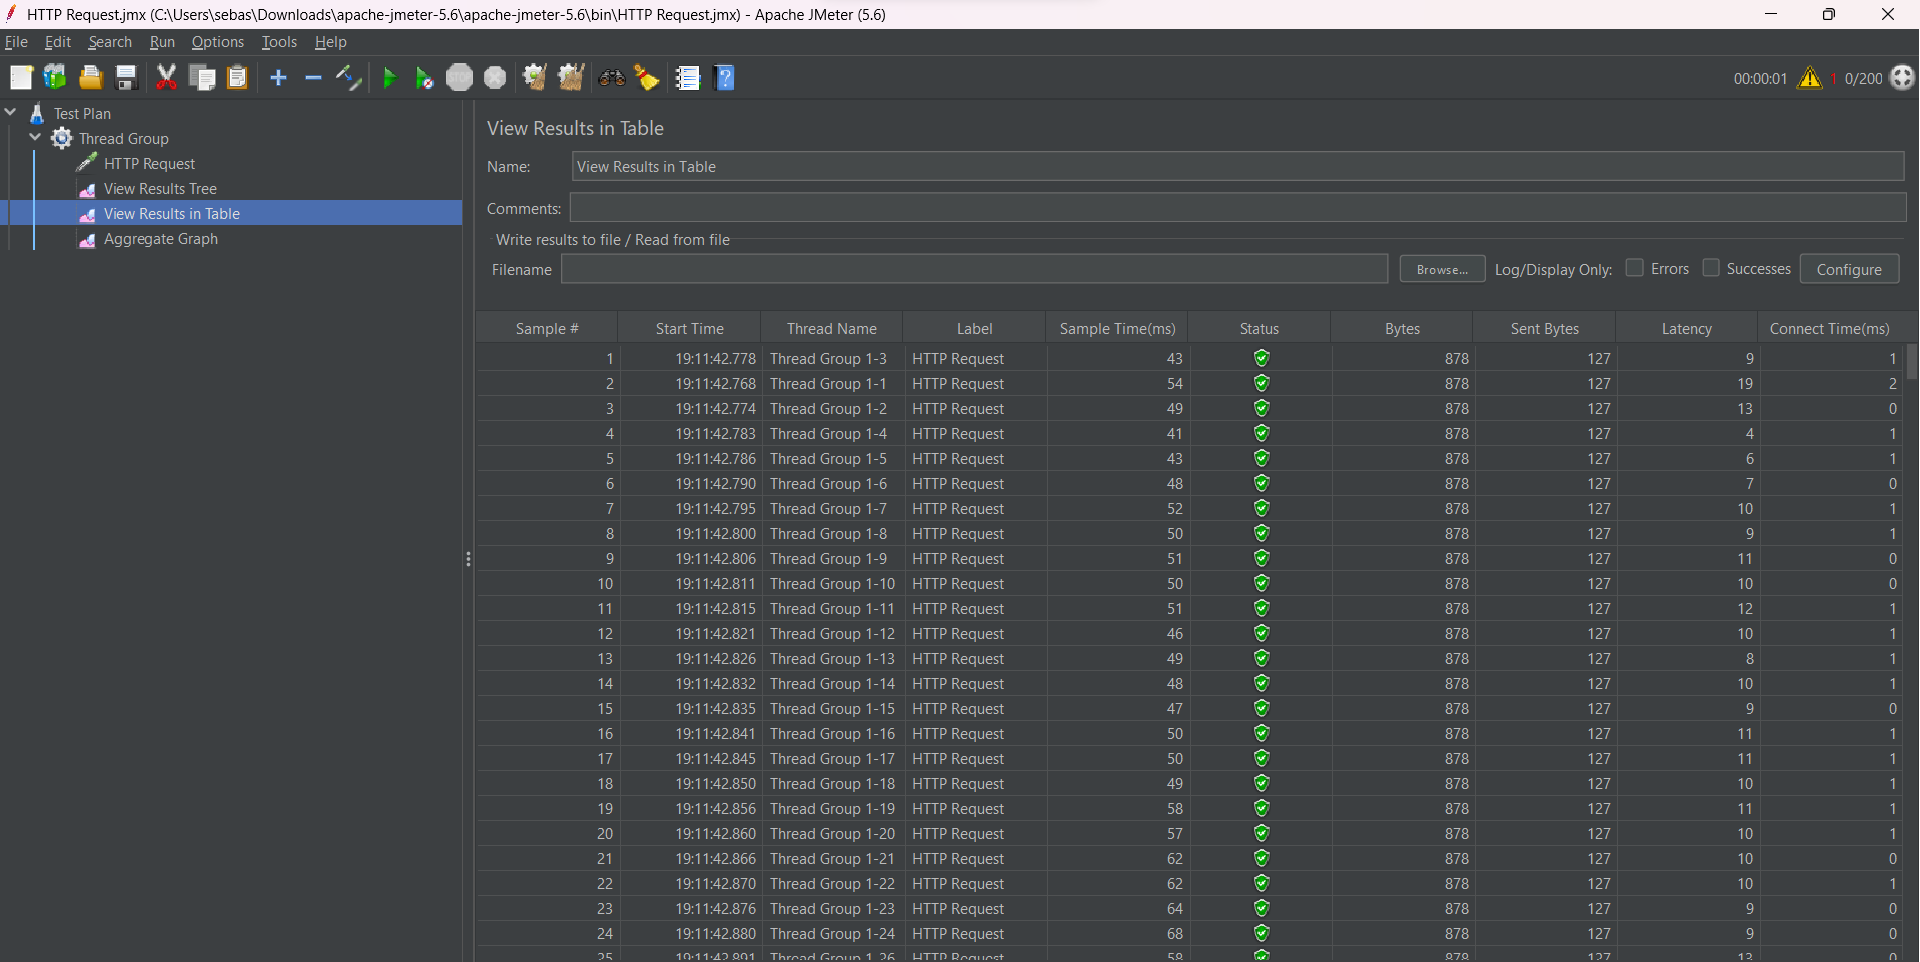 HTTP Request.jmx (C:\Users\sebas\Downloads\apache-jmeter-5.6\apache-jmeter-5.6\bin\HTTP Request.jmx) - Apache JMeter (5.6)
File Edit Search Run Options Tools Help
STOP 00:00:01 1 0/200
Test Plan
Thread Group
HTTP Request
View Results Tree
View Results in Table
Aggregate Graph
View Results in Table
Name: View Results in Table
Comments:
Write results to file / Read from file
Filename Browse... Log/Display Only: Errors Successes Configure
Sample # Start Time Thread Name Label Sample Time(ms) Status Bytes Sent Bytes Latency Connect Time(ms)
1 19:11:42.778 Thread Group 1-3 HTTP Request 43 878 127 9 1
2 19:11:42.768 Thread Group 1-1 HTTP Request 54 878 127 19 2
3 19:11:42.774 Thread Group 1-2 HTTP Request 49 878 127 13 0
4 19:11:42.783 Thread Group 1-4 HTTP Request 41 878 127 4 1
5 19:11:42.786 Thread Group 1-5 HTTP Request 43 878 127 6 1
6 19:11:42.790 Thread Group 1-6 HTTP Request 48 878 127 7 0
7 19:11:42.795 Thread Group 1-7 HTTP Request 52 878 127 10 1
8 19:11:42.800 Thread Group 1-8 HTTP Request 50 878 127 9 1
9 19:11:42.806 Thread Group 1-9 HTTP Request 51 878 127 11 0
10 19:11:42.811 Thread Group 1-10 HTTP Request 50 878 127 10 0
11 19:11:42.815 Thread Group 1-11 HTTP Request 51 878 127 12 1
12 19:11:42.821 Thread Group 1-12 HTTP Request 46 878 127 10 1
13 19:11:42.826 Thread Group 1-13 HTTP Request 49 878 127 8 1
14 19:11:42.832 Thread Group 1-14 HTTP Request 48 878 127 10 1
15 19:11:42.835 Thread Group 1-15 HTTP Request 47 878 127 9 0
16 19:11:42.841 Thread Group 1-16 HTTP Request 50 878 127 11 1
17 19:11:42.845 Thread Group 1-17 HTTP Request 50 878 127 11 1
18 19:11:42.850 Thread Group 1-18 HTTP Request 49 878 127 10 1
19 19:11:42.856 Thread Group 1-19 HTTP Request 58 878 127 11 1
20 19:11:42.860 Thread Group 1-20 HTTP Request 57 878 127 10 1
21 19:11:42.866 Thread Group 1-21 HTTP Request 62 878 127 10 0
22 19:11:42.870 Thread Group 1-22 HTTP Request 62 878 127 10 1
23 19:11:42.876 Thread Group 1-23 HTTP Request 64 878 127 9 0
24 19:11:42.880 Thread Group 1-24 HTTP Request 68 878 127 9 0
25 19:11:42.891 Thread Group 1-26 HTTP Request 58 878 127 13 0